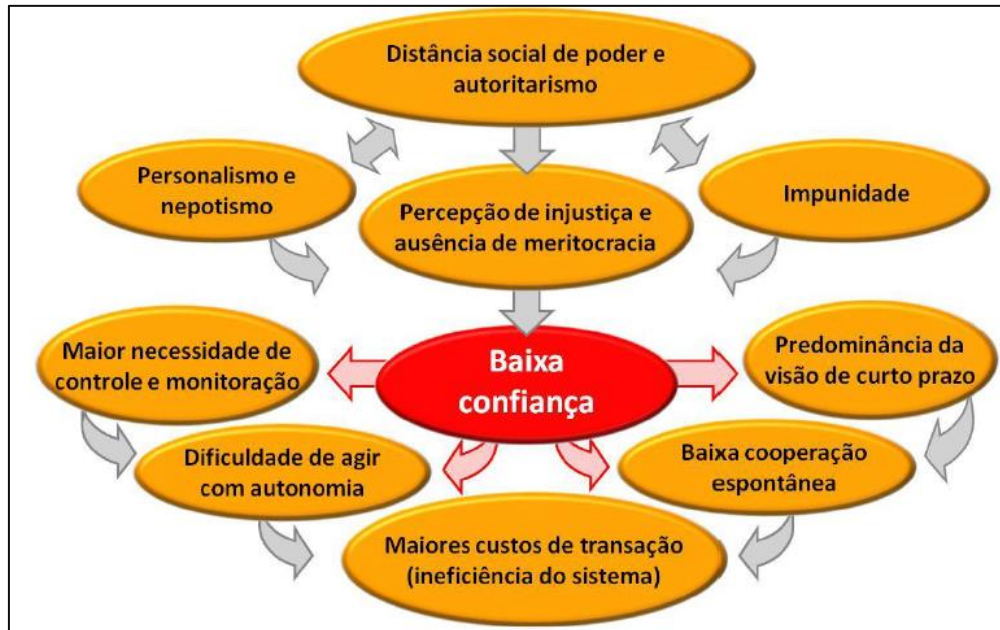 Distância social de poder e
autoritarismo
Personalismo e
nepotismo
Percepção de injustiça e
ausência de meritocracia
Impunidade
Maior necessidade de
controle e monitoração
Baixa
confiança
Predominância da
visão de curto prazo
Dificuldade de agir
com autonomia
Baixa cooperação
espontânea
Maiores custos de transação
(ineficiência do sistema)